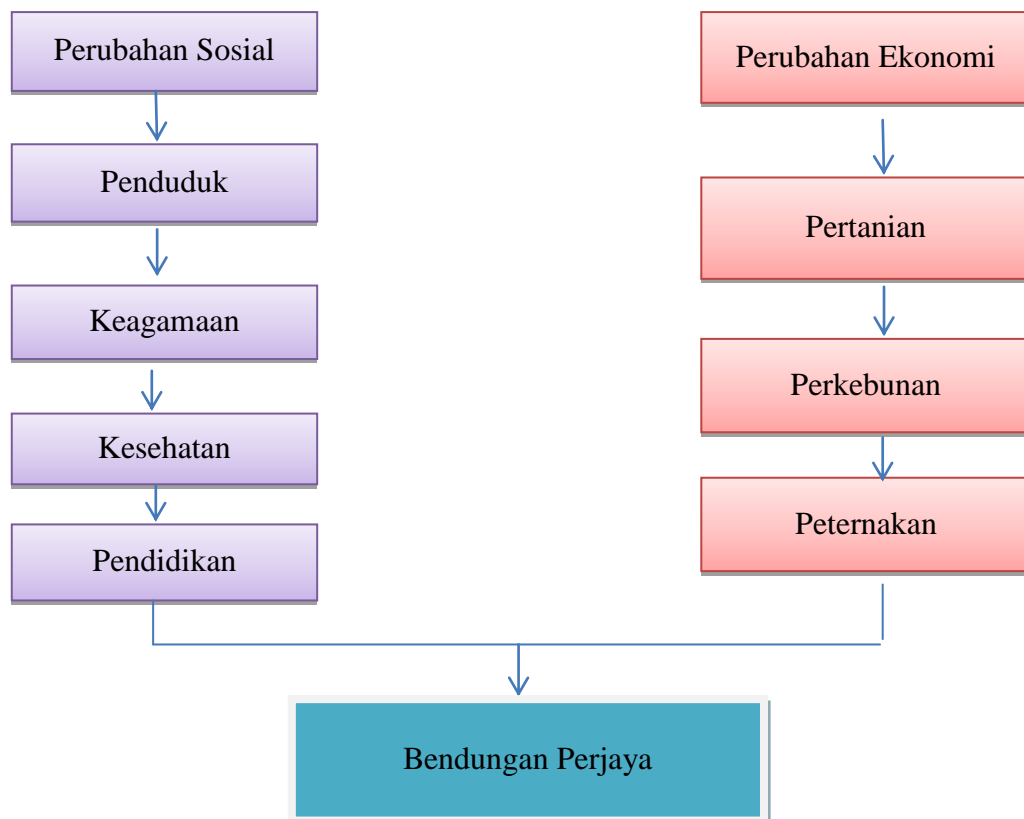 Perubahan Sosial
Penduduk
Keagamaan
Kesehatan
Pendidikan
Perubahan Ekonomi
Pertanian
Perkebunan
Peternakan
Bendungan Perjaya